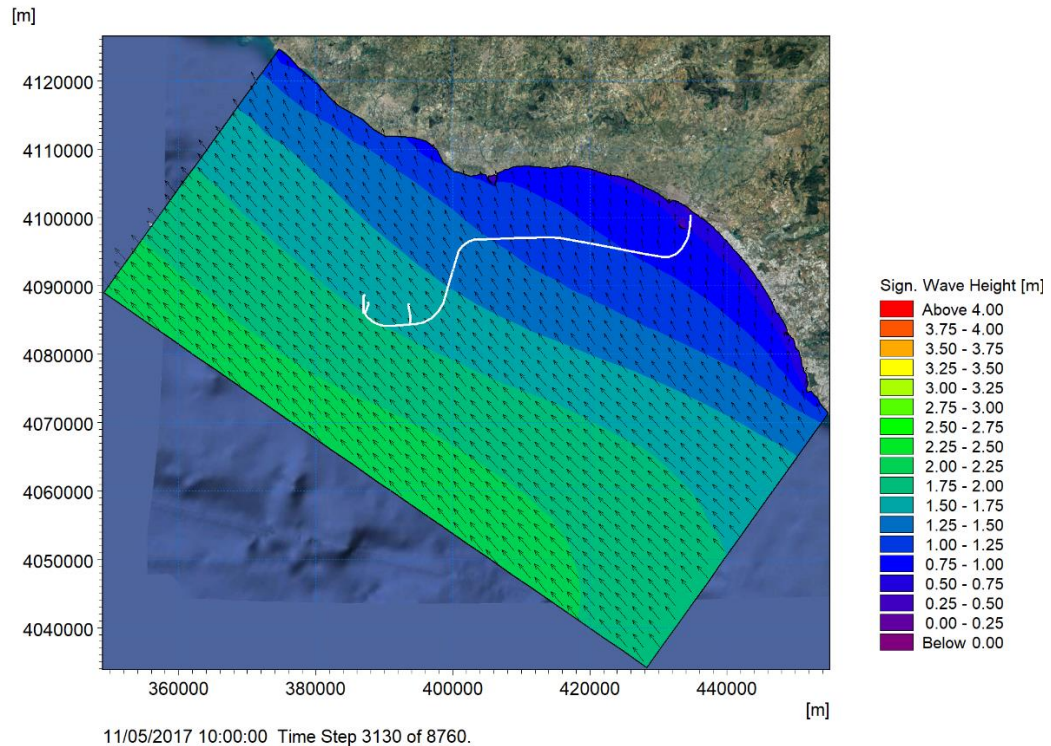 [m]
4120000
4110000
4100000
4090000
4080000
4070000
4060000
4050000
4040000
360000 380000 400000 420000 440000
[m]
11/05/2017 10:00:00 Time Step 3130 of 8760.
Sign. Wave Height [m]
Above 4.00
3.75 - 4.00
3.50 - 3.75
3.25 - 3.50
3.00 - 3.25
2.75 - 3.00
2.50 - 2.75
2.25 - 2.50
2.00 - 2.25
1.75 - 2.00
1.50 - 1.75
1.25 - 1.50
1.00 - 1.25
0.75 - 1.00
0.50 - 0.75
0.25 - 0.50
0.00 - 0.25
Below 0.00